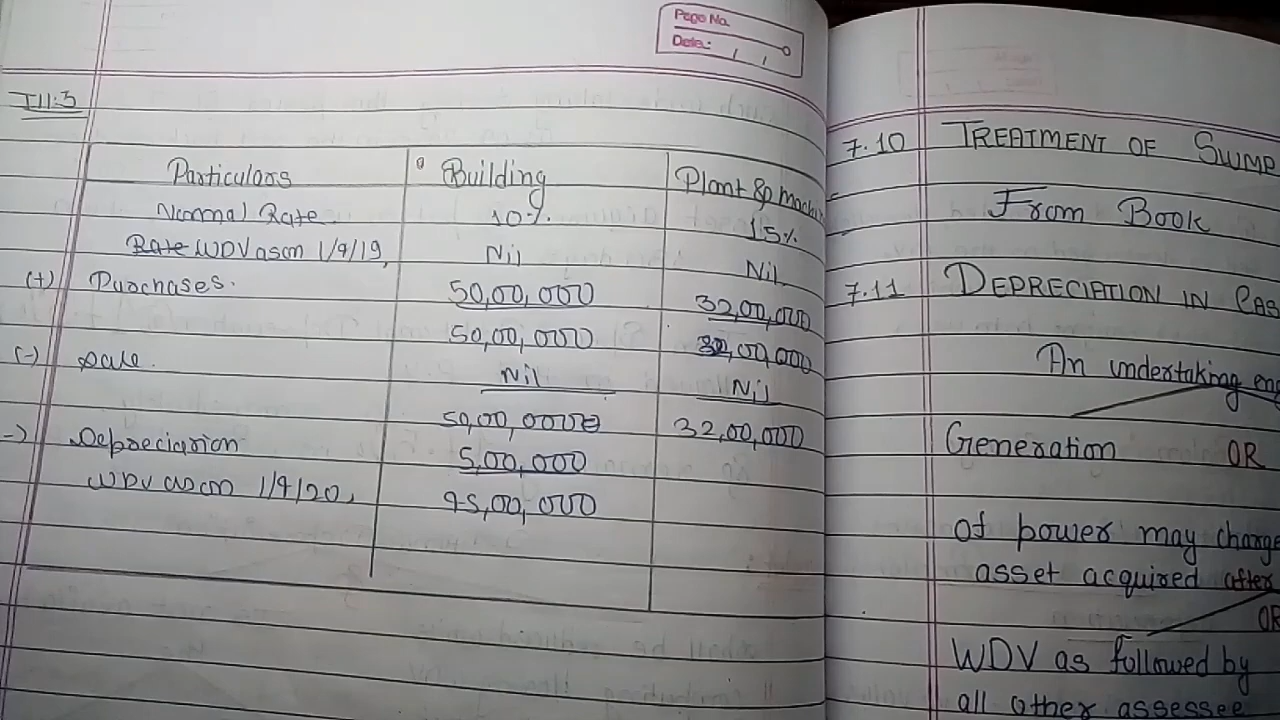 Page No.
Date: / /
Ill:3
Particulars Building Plant & machin
Normal Rate 10%. 15%
Rate WDV as on 1/4/19, Nil Nil
(+) Purchases. 50,00,000 32,00,000
50,00,000 32,00,000
(-) Sale. Nil Nil
50,00,000 32,00,000
-) Depreciation 5,00,000
WDV as on 1/4/20, 45,00,000
7.10 TREATMENT OF
From Book
7.11 DEPRECIATION IN CAS
An undertaking eng
Generation OR
of power may charge
asset acquired after
OR
WDV as followed by
all other assessee